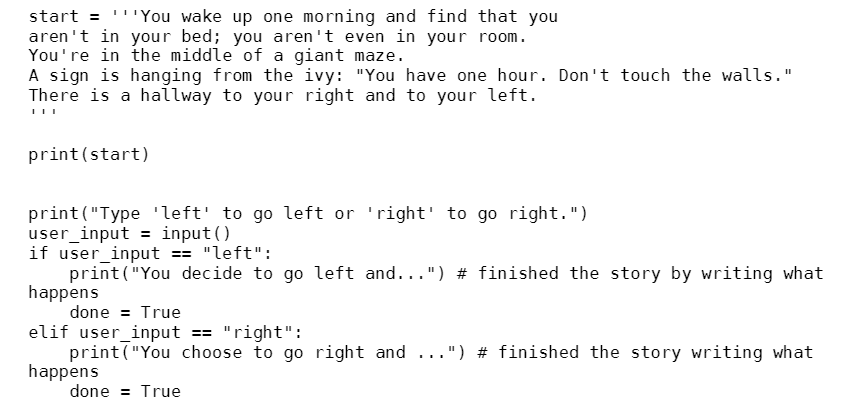 start = '''You wake up one morning and find that you
aren't in your bed; you aren't even in your room.
You're in the middle of a giant maze.
A sign is hanging from the ivy: "You have one hour. Don't touch the walls."
There is a hallway to your right and to your left.
'''
print(start)
print("Type 'left' to go left or 'right' to go right.")
user_input = input()
if user_input == "left":
    print("You decide to go left and...") # finished the story by writing what
happens
    done = True
elif user_input == "right":
    print("You choose to go right and ...") # finished the story writing what
happens
    done = True